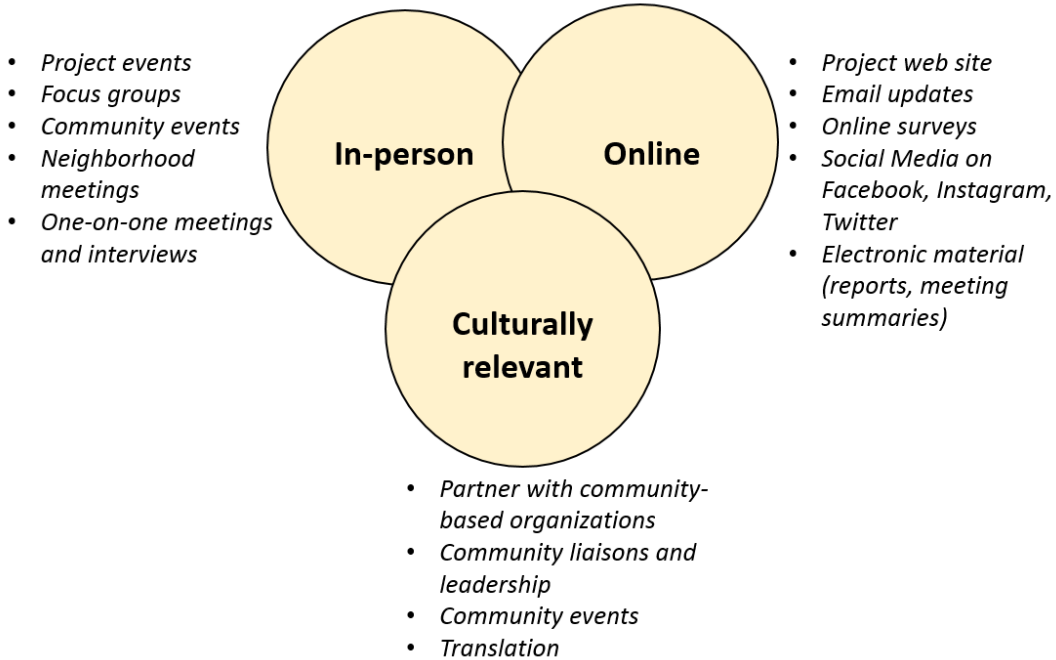 • Project events
• Focus groups
• Community events
• Neighborhood
meetings
• One-on-one meetings
and interviews
In-person
Online
• Project web site
• Email updates
• Online surveys
• Social Media on
Facebook, Instagram,
Twitter
• Electronic material
(reports, meeting
summaries)
Culturally
relevant
• Partner with community-
based organizations
• Community liaisons and
leadership
• Community events
• Translation